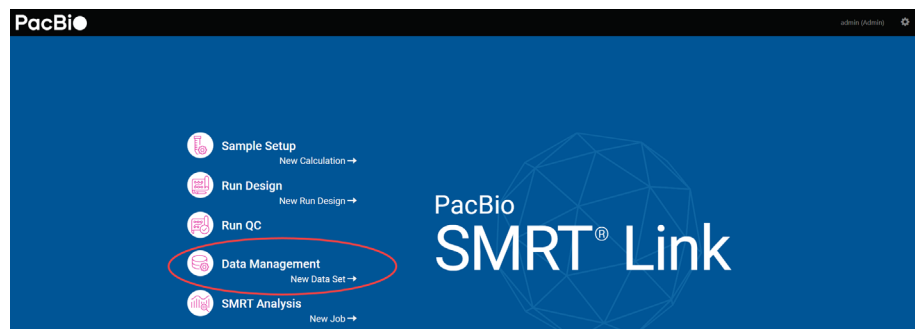 PacBio
admin (Admin)
Sample Setup
New Calculation →
Run Design
New Run Design →
Run QC
Data Management
New Data Set →
SMRT Analysis
New Job →
PacBio
SMRT® Link